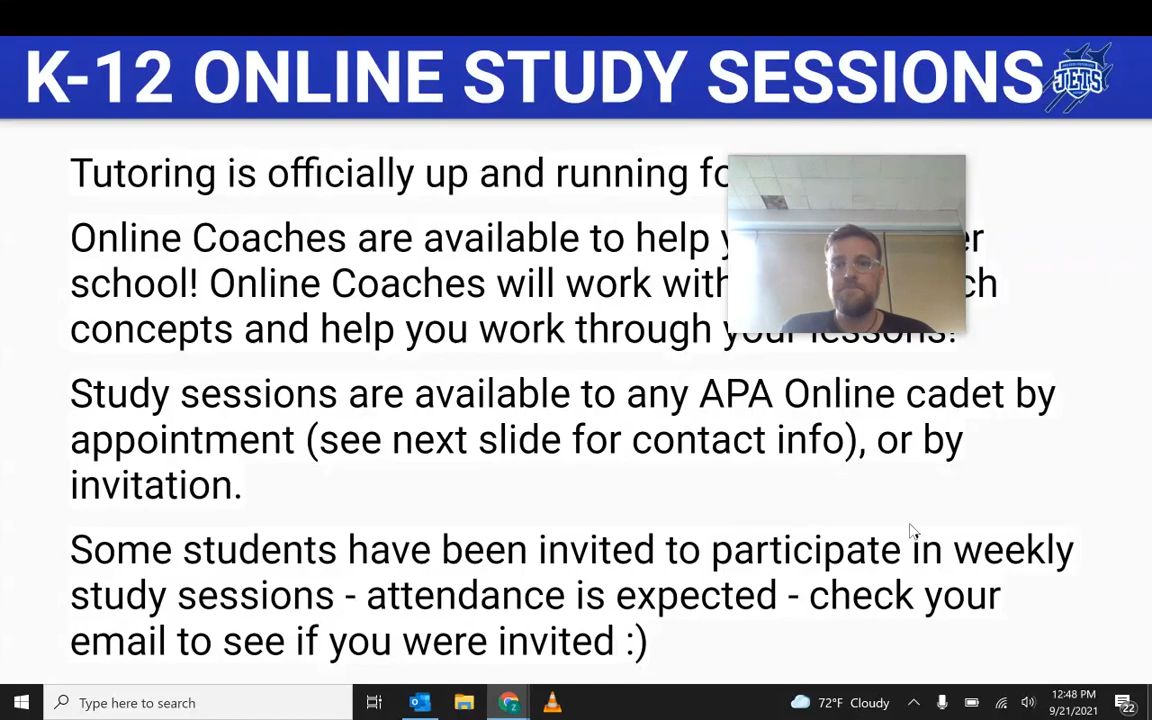 K-12 ONLINE STUDY SESSIONS
JETS
Tutoring is officially up and running
Online Coaches are available to help
school! Online Coaches will work with
concepts and help you work through your lessons!
Study sessions are available to any APA Online cadet by
appointment (see next slide for contact info), or by
invitation.
Some students have been invited to participate in weekly
study sessions - attendance is expected - check your
email to see if you were invited :)
Type here to search
72°F Cloudy
12:48 PM
9/21/2021
22